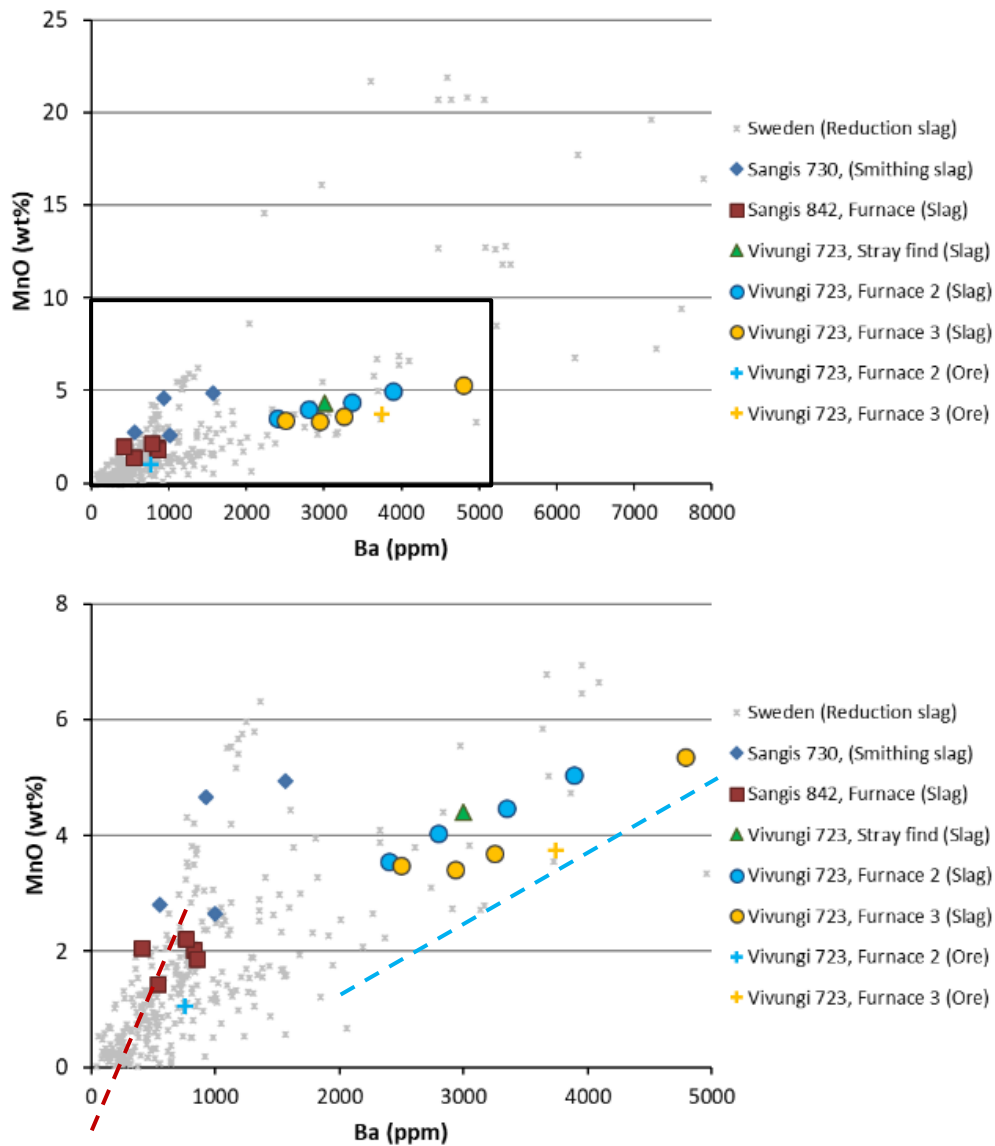 25
20
15
10
5
0
MnO (wt%)
0 1000 2000 3000 4000 5000 6000 7000 8000
Ba (ppm)
Sweden (Reduction slag)
Sangis 730, (Smithing slag)
Sangis 842, Furnace (Slag)
Vivungi 723, Stray find (Slag)
Vivungi 723, Furnace 2 (Slag)
Vivungi 723, Furnace 3 (Slag)
Vivungi 723, Furnace 2 (Ore)
Vivungi 723, Furnace 3 (Ore)
8
6
4
2
0
MnO (wt%)
0 1000 2000 3000 4000 5000
Ba (ppm)
Sweden (Reduction slag)
Sangis 730, (Smithing slag)
Sangis 842, Furnace (Slag)
Vivungi 723, Stray find (Slag)
Vivungi 723, Furnace 2 (Slag)
Vivungi 723, Furnace 3 (Slag)
Vivungi 723, Furnace 2 (Ore)
Vivungi 723, Furnace 3 (Ore)